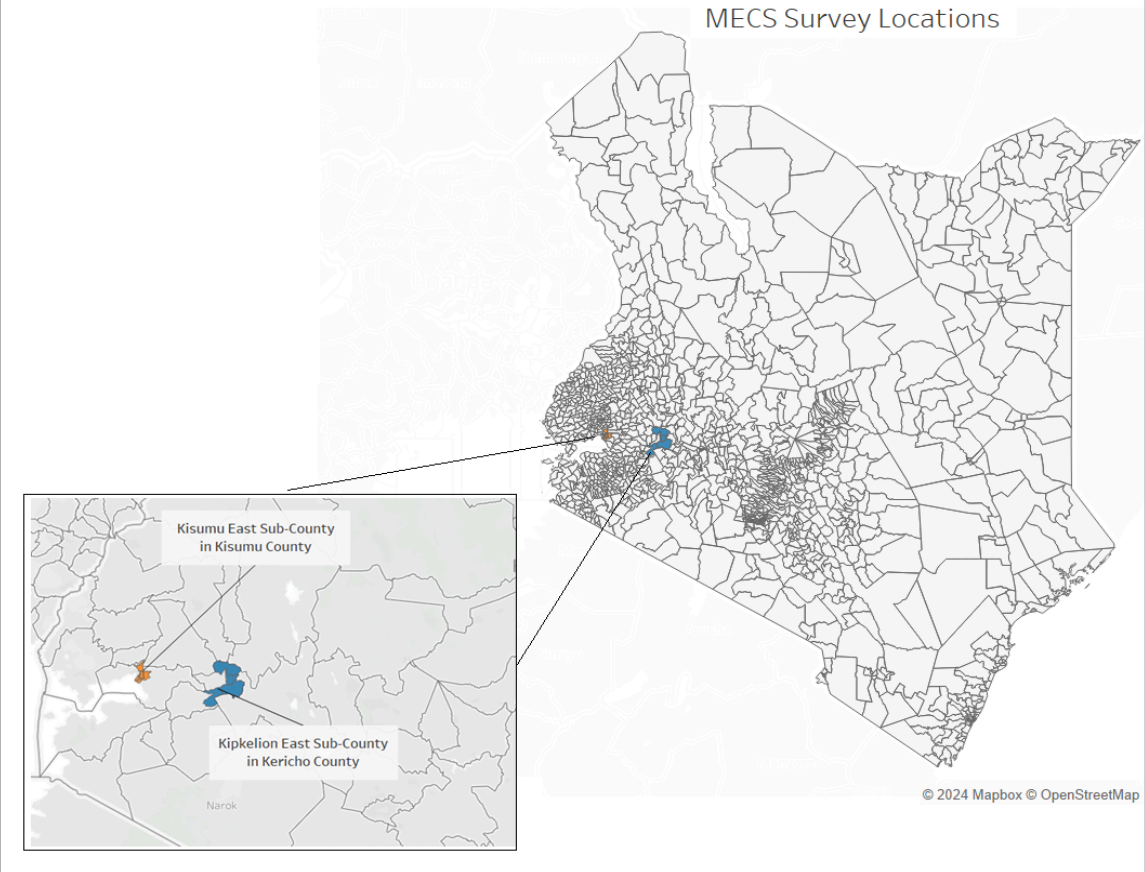 MECS Survey Locations
Kisumu East Sub-County
in Kisumu County
Kipkelion East Sub-County
in Kericho County
Narok
© 2024 Mapbox © OpenStreetMap